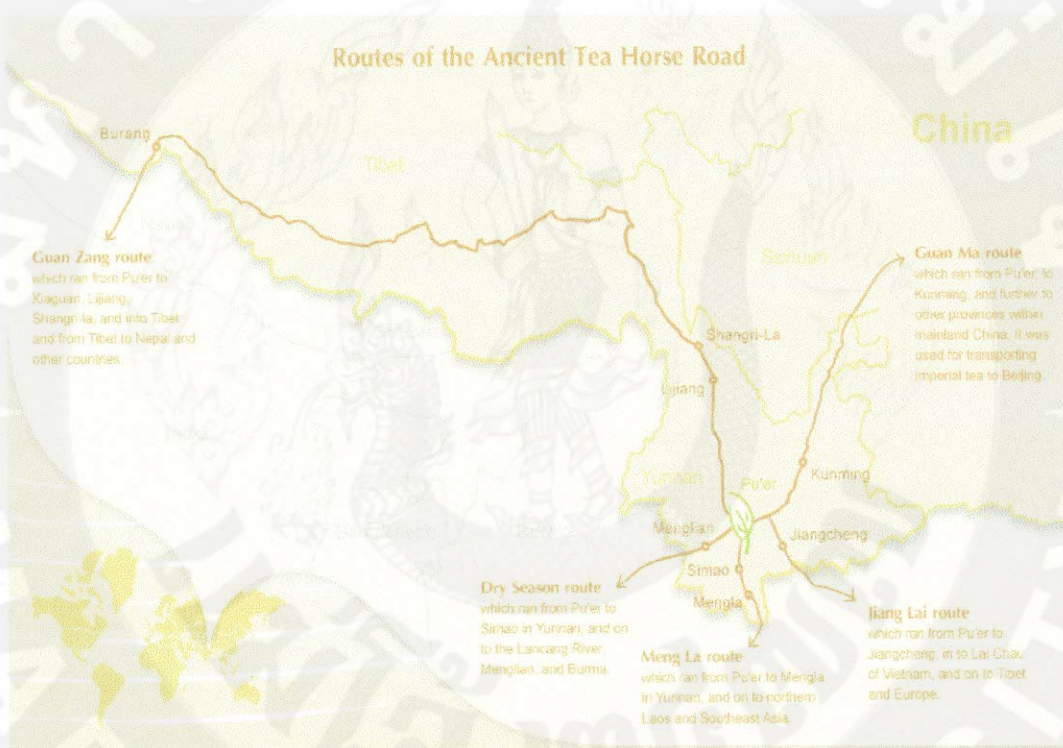 Routes of the Ancient Tea Horse Road
China
Burang
Tibet
Guan Zang route
which ran from Pu'er to
Xiaguan, Lijiang,
Shangri-la, and into Tibet
and from Tibet to Nepal and
other countries.
Sichuan
Guan Ma route
which ran from Pu'er, to
Kunming, and further to
other provinces within
mainland China. It was
used for transporting
imperial tea to Beijing.
Shangri-La
Lijiang
Yunnan
Pu'er
Kunming
Menglian
Jiangcheng
Simao
Mengla
Dry Season route
which ran from Pu'er to
Simao in Yunnan, and on
to the Lancang River,
Menglian, and Burma.
Meng La route
which ran from Pu'er to Mengla
in Yunnan, and on to northern
Laos and Southeast Asia.
Jiang Lai route
which ran from Pu'er to
Jiangcheng, in to Lai Chau
of Vietnam, and on to Tibet
and Europe.